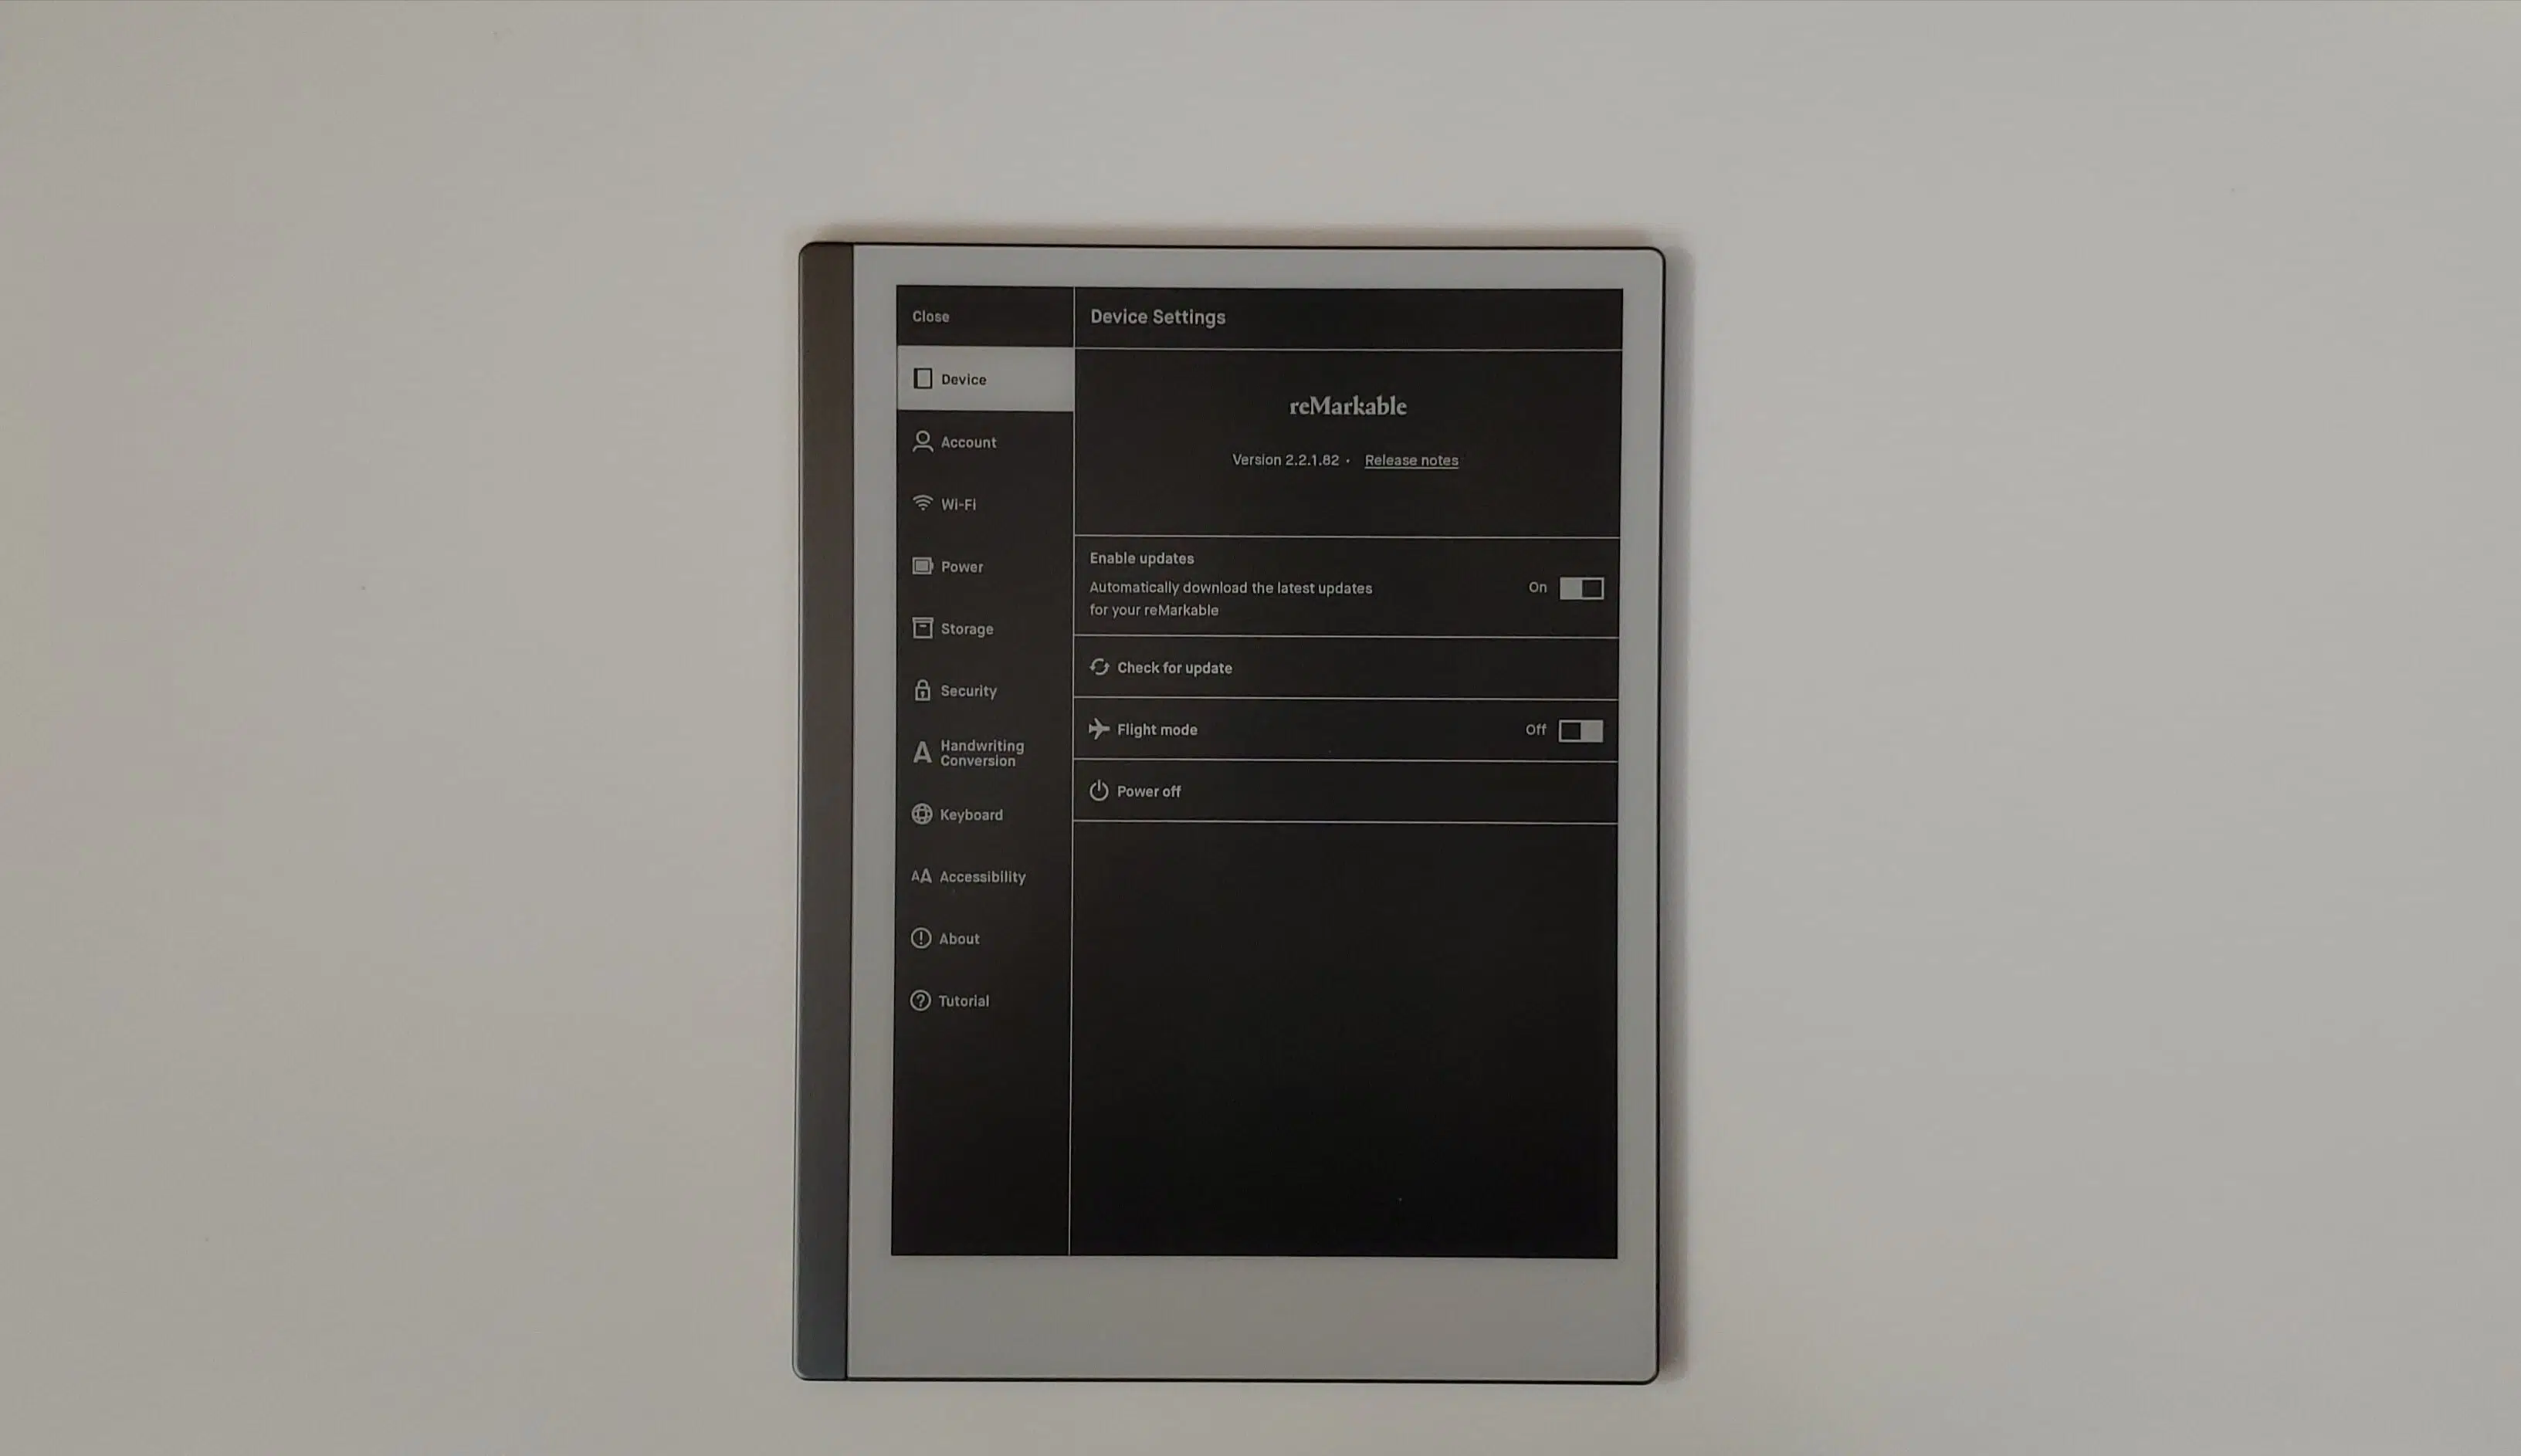 Close
Device
Account
Wi-Fi
Power
Storage
Security
Handwriting
Conversion
Keyboard
AA Accessibility
About
Tutorial
Device Settings
reMarkable
Version 2.2.1.82 · Release notes
Enable updates
Automatically download the latest updates
for your reMarkable
On
Check for update
Flight mode
Off
Power off